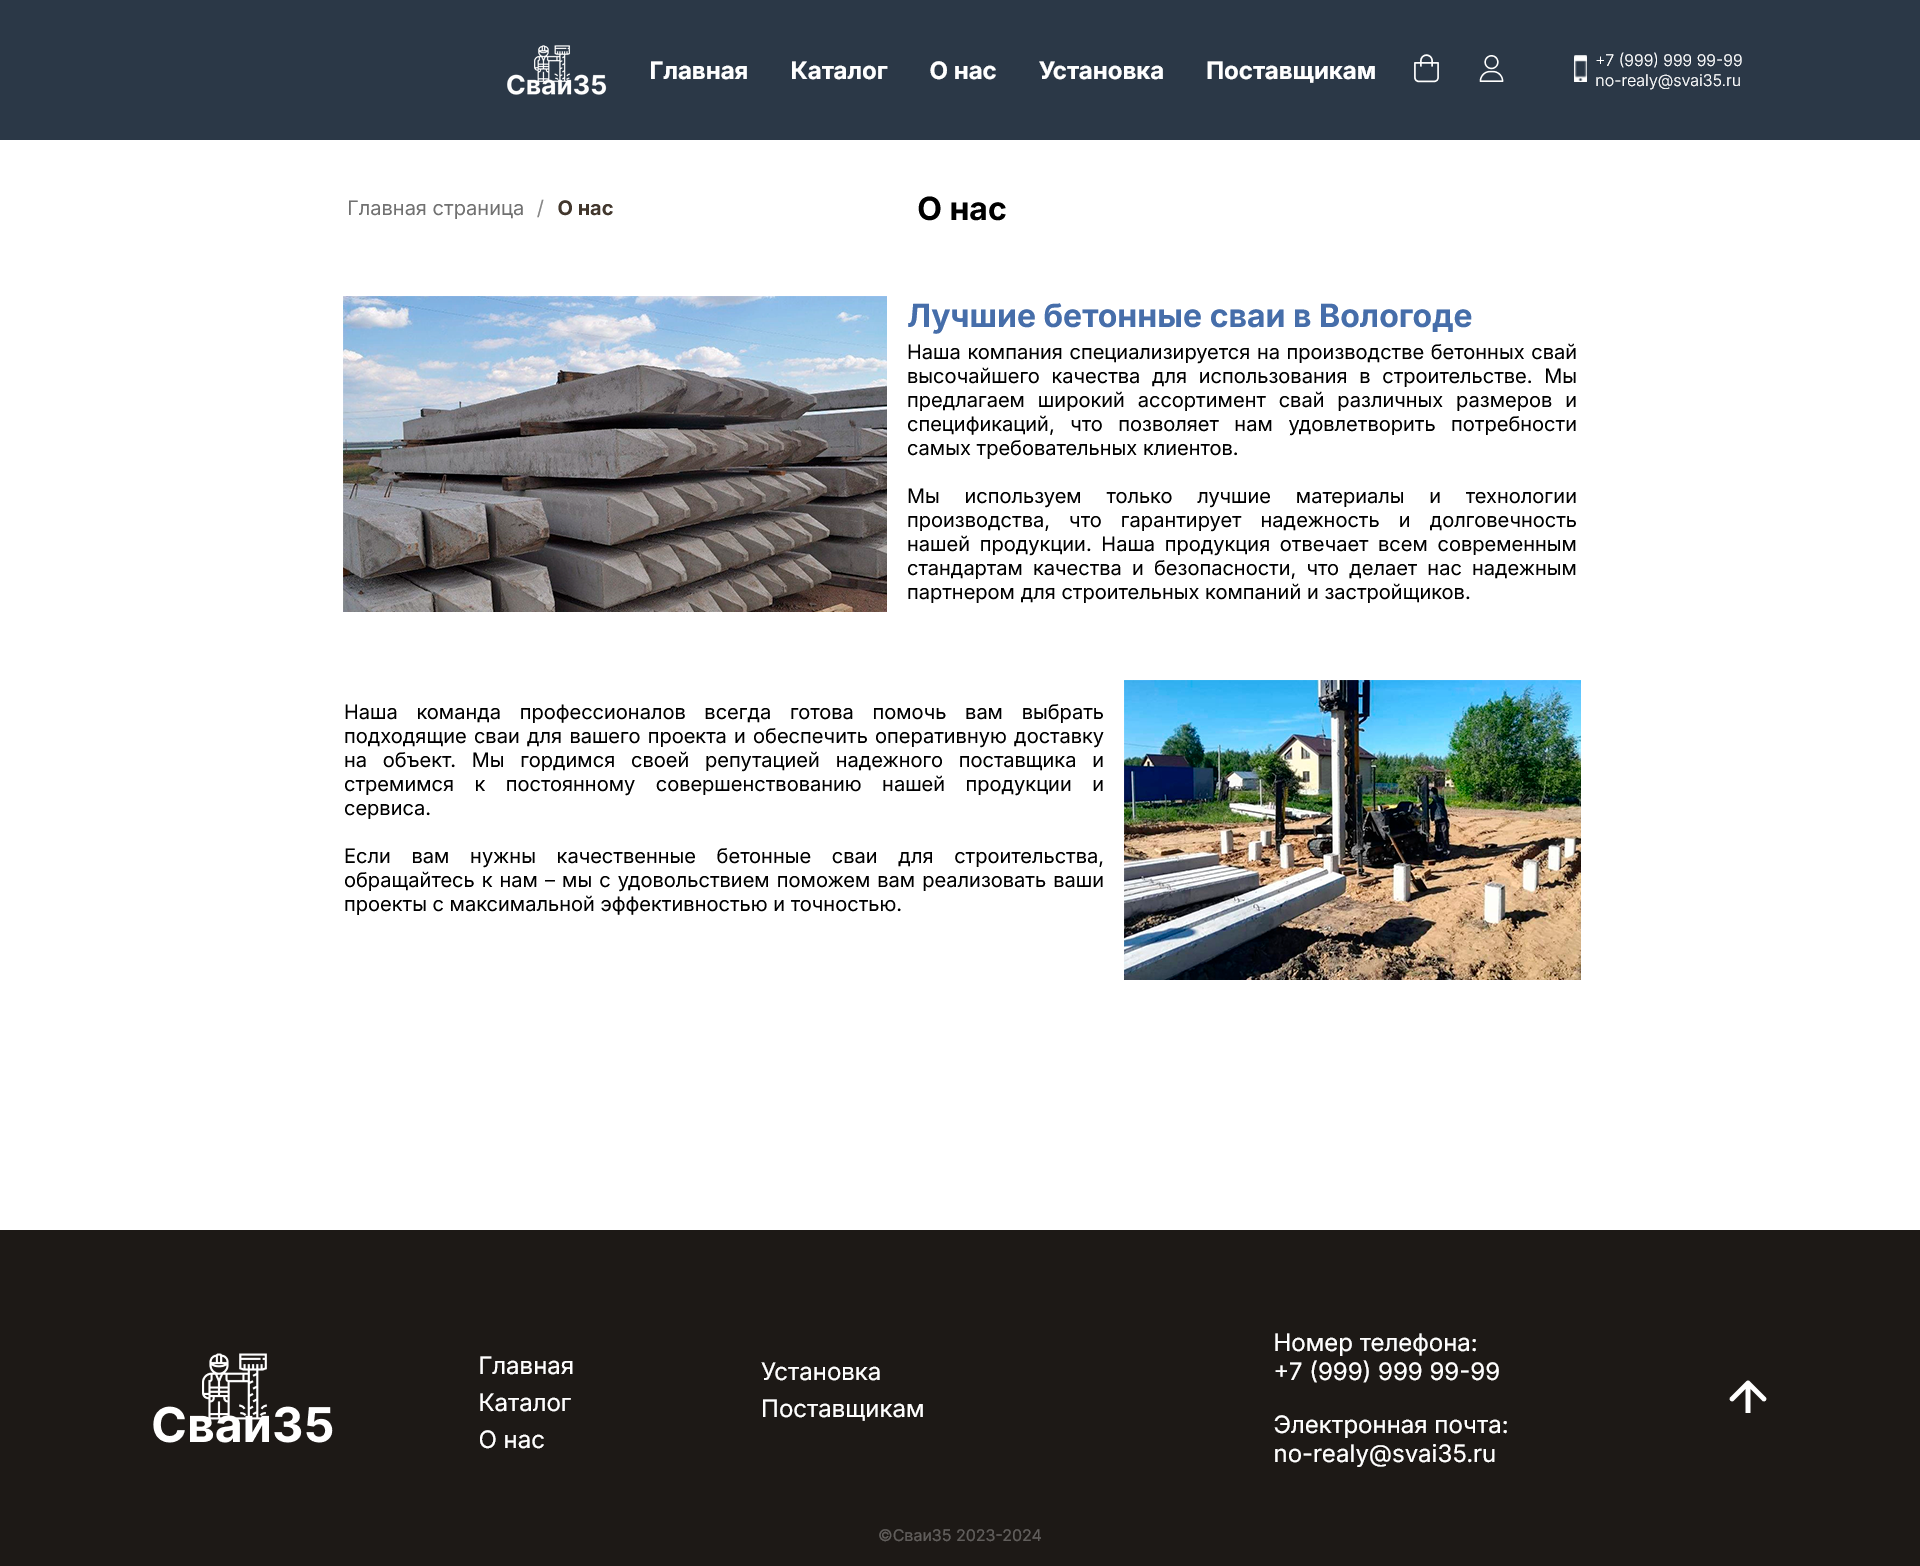 Сваи35
Главная
Каталог
О нас
Установка
Поставщикам
+7 (999) 999 99-99
no-realy@svai35.ru
Главная страница / О нас
О нас
Лучшие бетонные сваи в Вологоде
Наша компания специализируется на производстве бетонных свай
высочайшего качества для использования в строительстве. Мы
предлагаем широкий ассортимент свай различных размеров и
спецификаций, что позволяет нам удовлетворить потребности
самых требовательных клиентов.
Мы используем только лучшие материалы и технологии
производства, что гарантирует надежность и долговечность
нашей продукции. Наша продукция отвечает всем современным
стандартам качества и безопасности, что делает нас надежным
партнером для строительных компаний и застройщиков.
Наша команда профессионалов всегда готова помочь вам выбрать
подходящие сваи для вашего проекта и обеспечить оперативную доставку
на объект. Мы гордимся своей репутацией надежного поставщика и
стремимся к постоянному совершенствованию нашей продукции и
сервиса.
Если вам нужны качественные бетонные сваи для строительства,
обращайтесь к нам – мы с удовольствием поможем вам реализовать ваши
проекты с максимальной эффективностью и точностью.
Сваи35
Главная
Каталог
О нас
Установка
Поставщикам
Номер телефона:
+7 (999) 999 99-99
Электронная почта:
no-realy@svai35.ru
©Сваи35 2023-2024